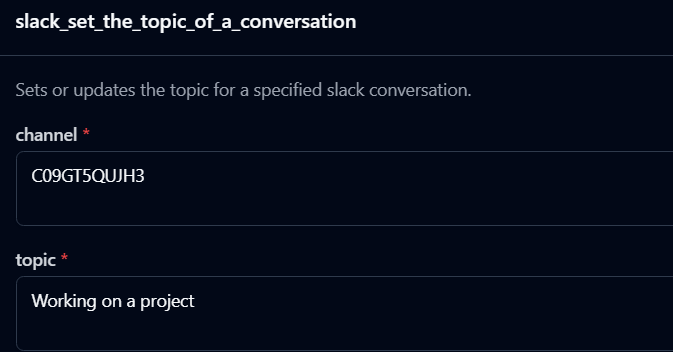 slack_set_the_topic_of_a_conversation
Sets or updates the topic for a specified slack conversation.
channel *
C09GT5QUJH3
topic *
Working on a project